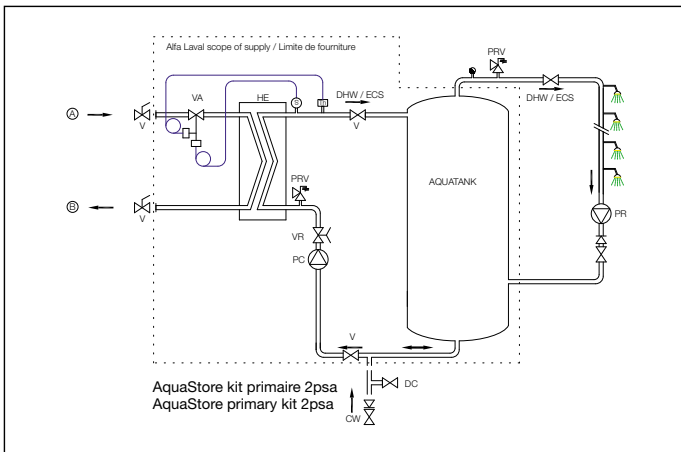 Alfa Laval scope of supply / Limite de fourniture
PRV
A
V
VA
HE
S
DHW / ECS
V
DHW / ECS
AQUATANK
B
V
PRV
VR
PC
PR
V
DC
CW
AquaStore kit primaire 2psa
AquaStore primary kit 2psa